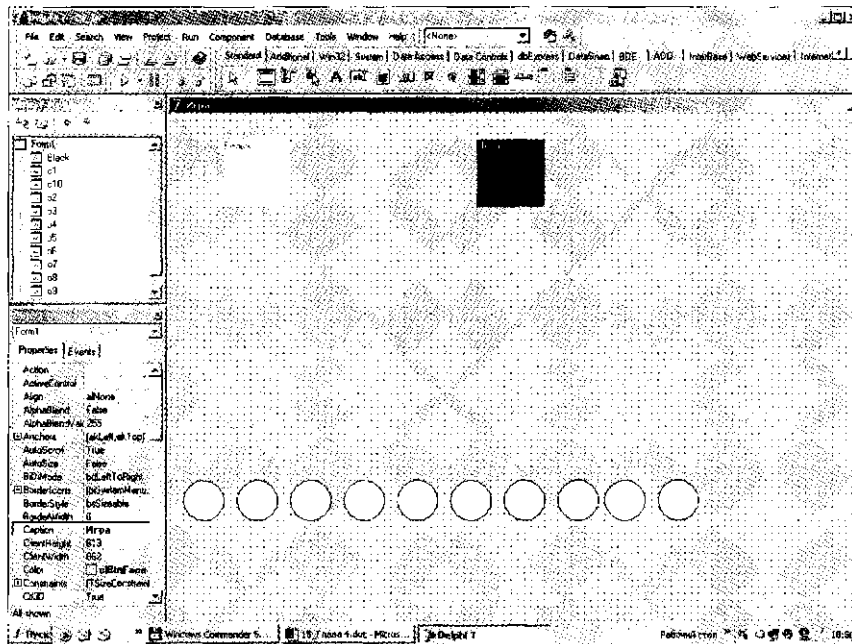 File Edit Search View Project Run Component Database Tools Window Help <None>
Standard Additional Win32 System Data Access Data Controls dbExpress DataSnap BDE ADO InterBase WebServices Internet
Form1
Black
c1
c10
c2
c3
c4
c5
c6
c7
c8
c9
Form1
Properties Events
Action
ActiveControl
Align alNone
AlphaBlend False
AlphaBlendVal 255
Anchors [akLeft,akTop]
AutoScroll True
AutoSize False
BiDiMode bdLeftToRight
BorderIcons [biSystemMenu,
BorderStyle bsSizeable
BorderWidth 0
Caption Игра
ClientHeight 613
ClientWidth 862
Color clBtnFace
Constraints (TSizeConstraint
Ctl3D True
All shown
Игра
Windows Commander 5.... Delphi 7